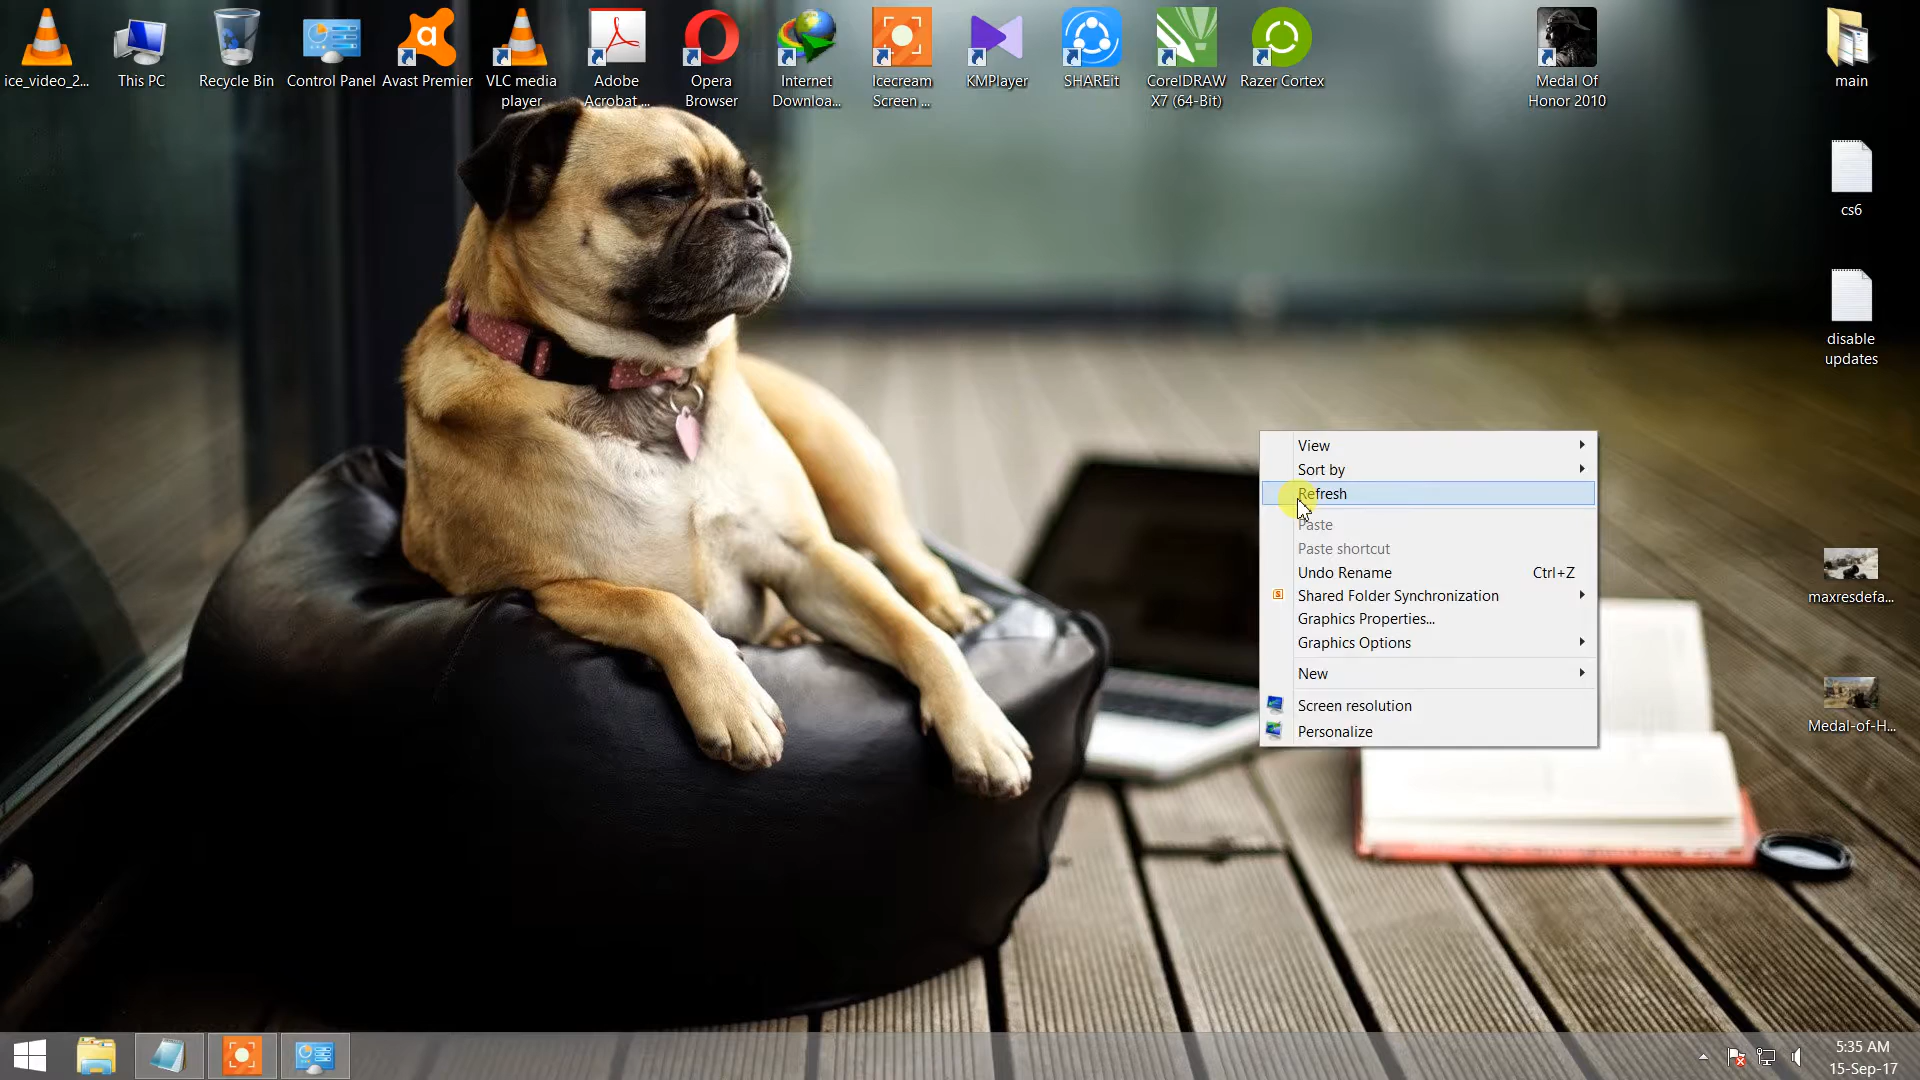 ice_video_2...
This PC
Recycle Bin
Control Panel
Avast Premier
VLC media
player
Adobe
Acrobat ...
Opera
Browser
Internet
Downloa...
Icecream
Screen ...
KMPlayer
SHAREit
CorelDRAW
X7 (64-Bit)
Razer Cortex
Medal Of
Honor 2010
main
cs6
disable
updates
maxresdefa...
Medal-of-H...
View
Sort by
Refresh
Paste
Paste shortcut
Undo Rename Ctrl+Z
Shared Folder Synchronization
Graphics Properties...
Graphics Options
New
Screen resolution
Personalize
5:35 AM
15-Sep-17